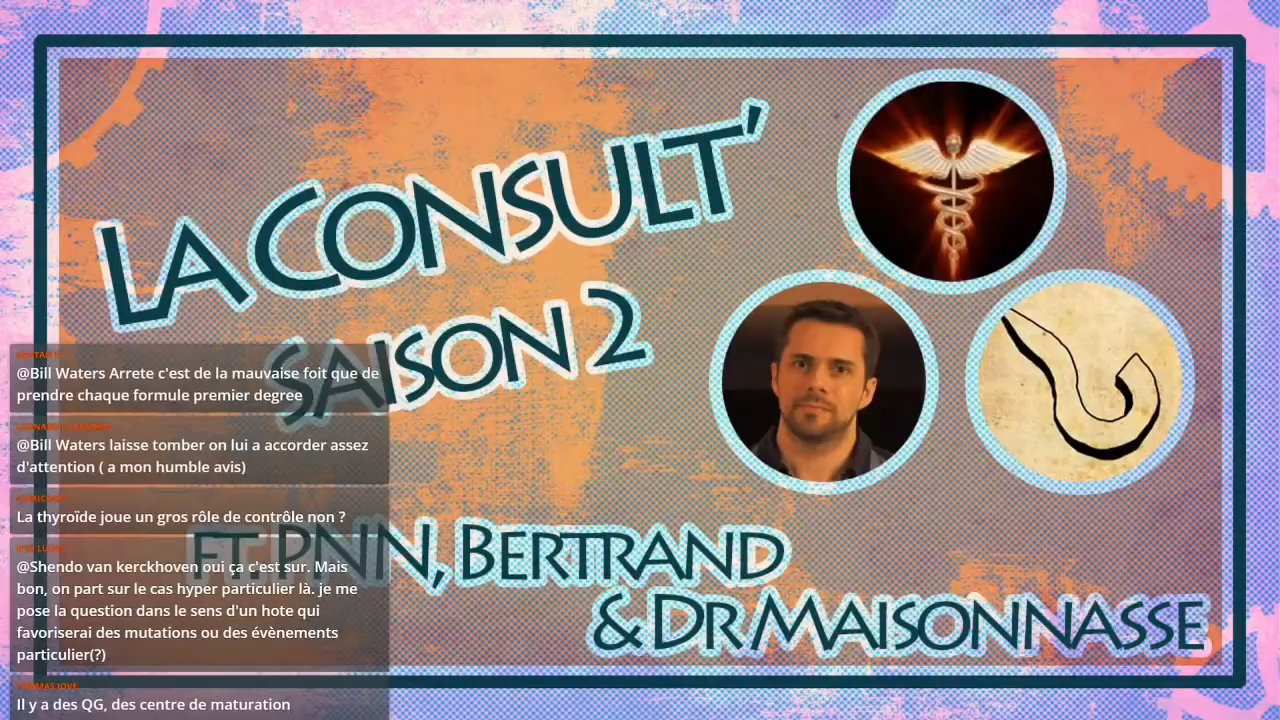 LA CONSULT'
SAISON 2
@Bill Waters Arrete c'est de la mauvaise foit que de
prendre chaque formule premier degree
@Bill Waters laisse tomber on lui a accorder assez
d'attention ( a mon humble avis)
La thyroïde joue un gros rôle de contrôle non ?
FT. PNN, BERTRAND
& DR MAISONNASSE
@Shendo van kerckhoven oui ça c'est sur. Mais
bon, on part sur le cas hyper particulier là. je me
pose la question dans le sens d'un hote qui
favoriserai des mutations ou des évènements
particulier(?)
Il y a des QG, des centre de maturation